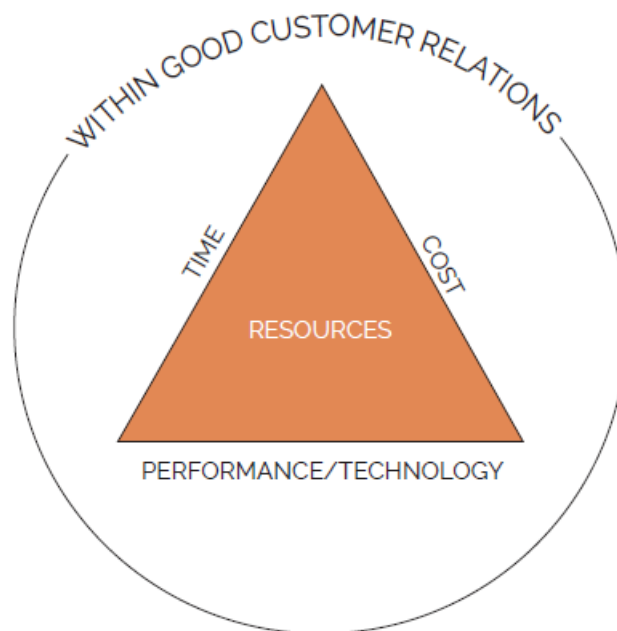 WITHIN GOOD CUSTOMER RELATIONS
TIME
COST
RESOURCES
PERFORMANCE/TECHNOLOGY